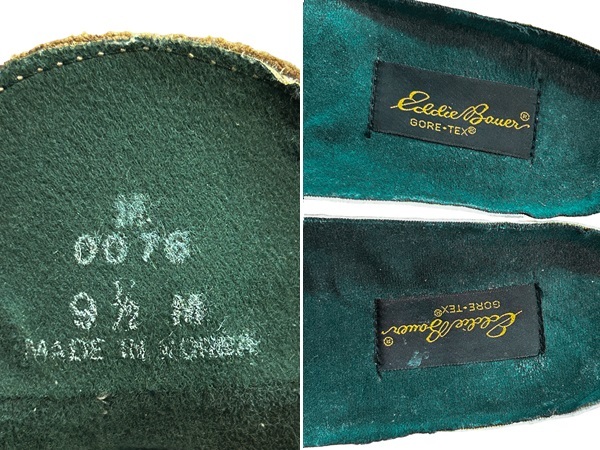 M.
0076
9 ½ M.
MADE IN KOREA
Eddie Bauer®
GORE-TEX®
Eddie Bauer®
GORE-TEX®